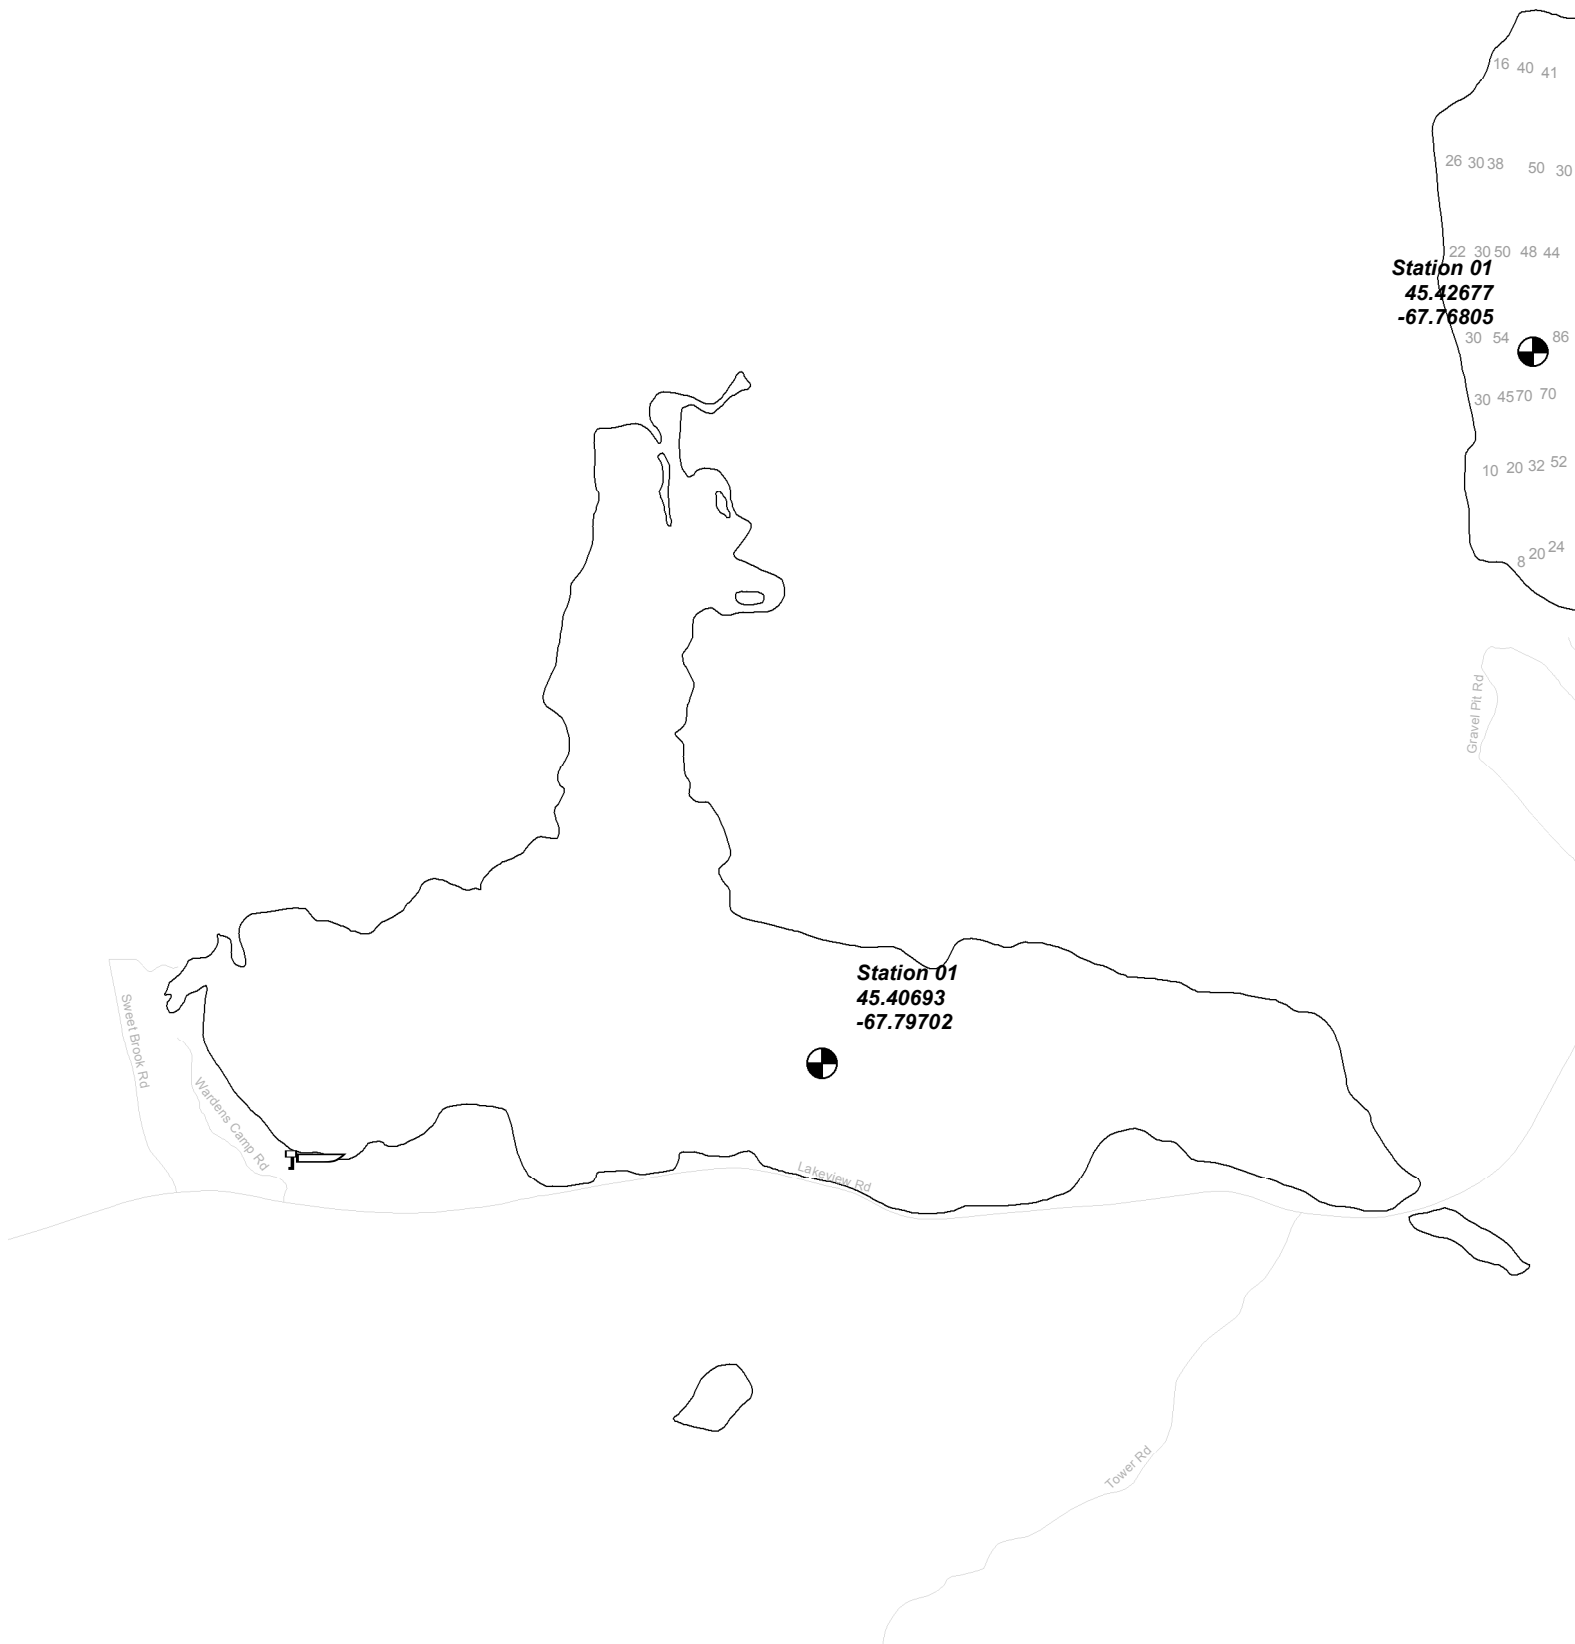 16 40 41
26 30 38 50 30
22 30 50 48 44
Station 01
45.42677
-67.76805
30 54 86
30 45 70 70
10 20 32 52
8 20 24
Gravel Pit Rd
Station 01
45.40693
-67.79702
Sweet Brook Rd
Wardens Camp Rd
Lakeview Rd
Tower Rd